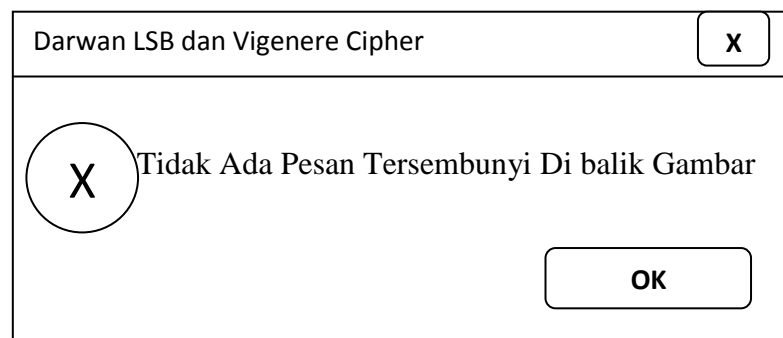 Darwan LSB dan Vigenere Cipher
X
X
Tidak Ada Pesan Tersembunyi Di balik Gambar
OK